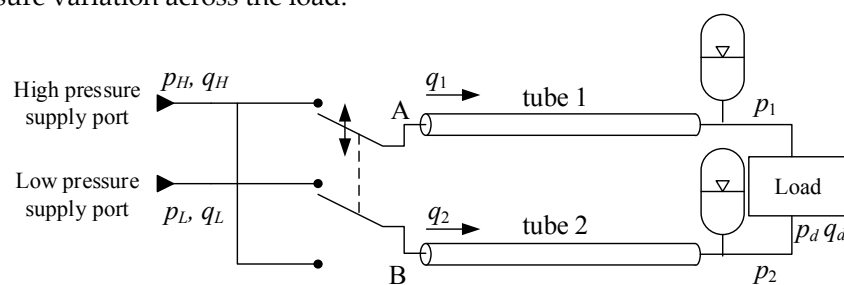 sure variation across the load.
High pressure
supply port
p_H, q_H
Low pressure
supply port
p_L, q_L
A
q_1
tube 1
p_1
Load
p_d q_d
B
q_2
tube 2
p_2